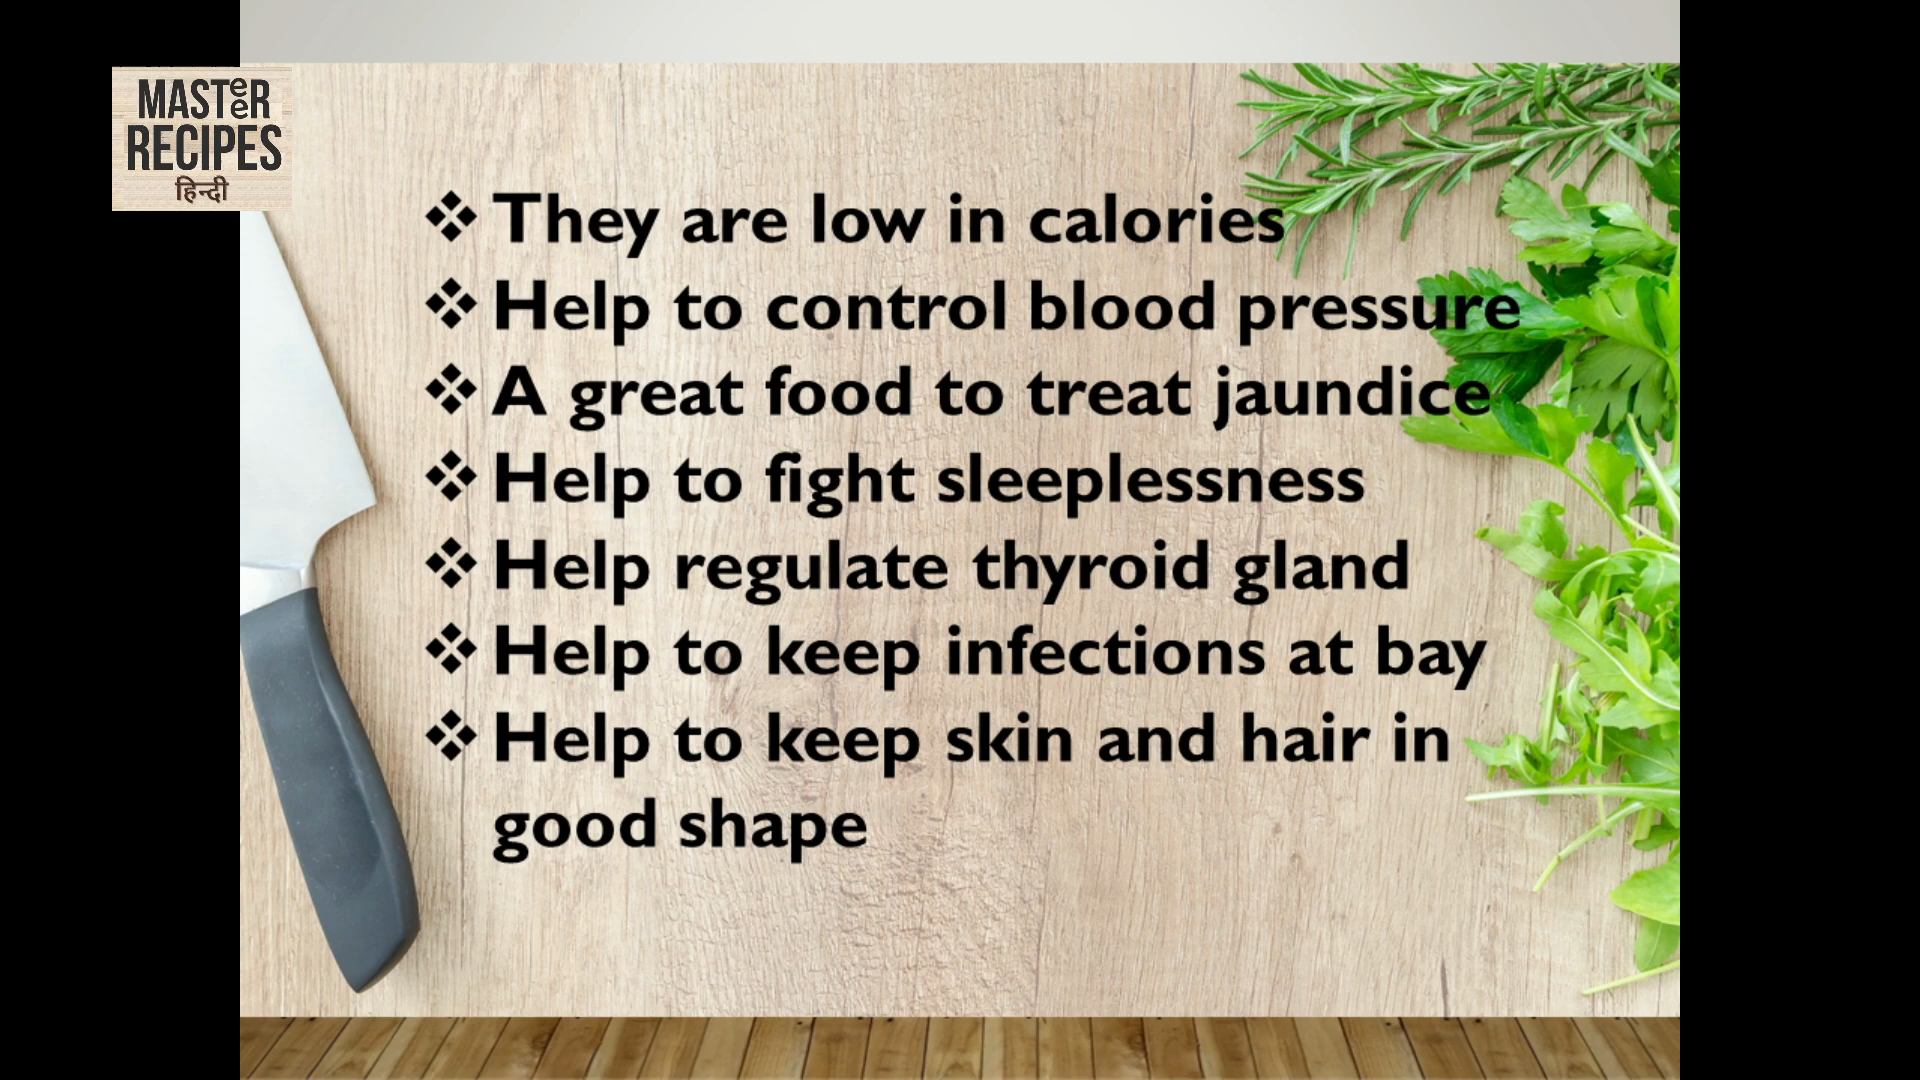 MASTeeR
RECIPES
हिन्दी
❖ They are low in calories
❖ Help to control blood pressure
❖ A great food to treat jaundice
❖ Help to fight sleeplessness
❖ Help regulate thyroid gland
❖ Help to keep infections at bay
❖ Help to keep skin and hair in
good shape